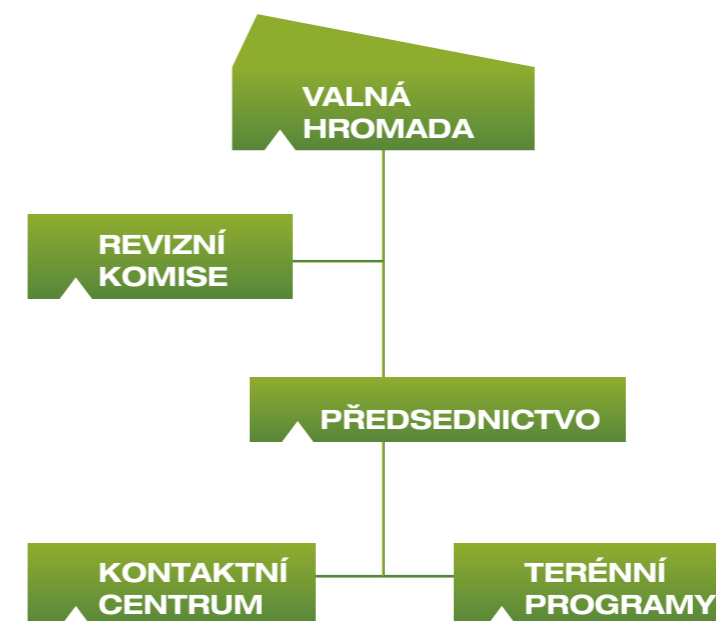 VALNÁ
HROMADA
REVIZNÍ
KOMISE
PŘEDSEDNICTVO
KONTAKTNÍ
CENTRUM
TERÉNNÍ
PROGRAMY